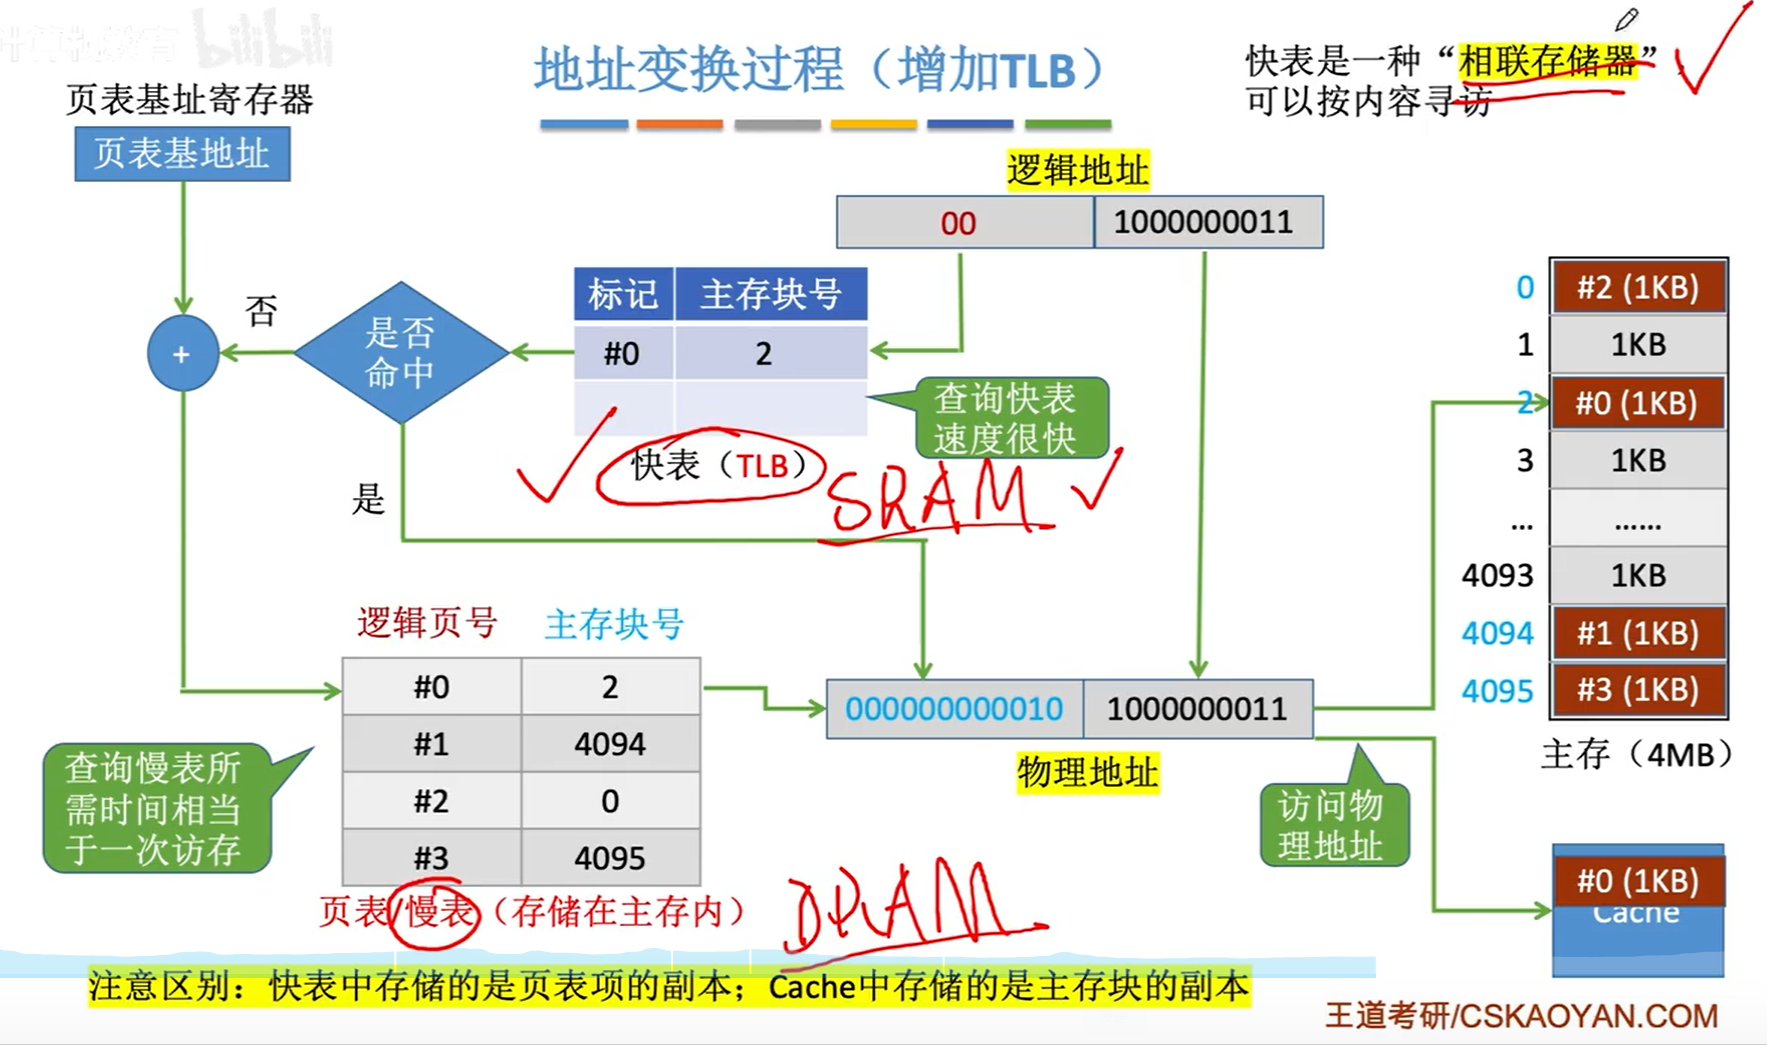 bilibili
地址变换过程（增加TLB）
快表是一种“相联存储器”，
可以按内容寻访
页表基址寄存器
页表基地址
逻辑地址
00 1000000011
标记 主存块号
#0 2
是否
命中
否
是
+
查询快表
速度很快
快表（TLB）
SRAM
逻辑页号 主存块号
#0 2
#1 4094
#2 0
#3 4095
页表/慢表（存储在主存内）
DRAM
查询慢表所
需时间相当
于一次访存
000000000010 1000000011
物理地址
访问物
理地址
0 #2 (1KB)
1 1KB
2 #0 (1KB)
3 1KB
... ......
4093 1KB
4094 #1 (1KB)
4095 #3 (1KB)
主存（4MB）
#0 (1KB)
Cache
注意区别：快表中存储的是页表项的副本；Cache中存储的是主存块的副本
王道考研/CSKAOYAN.COM